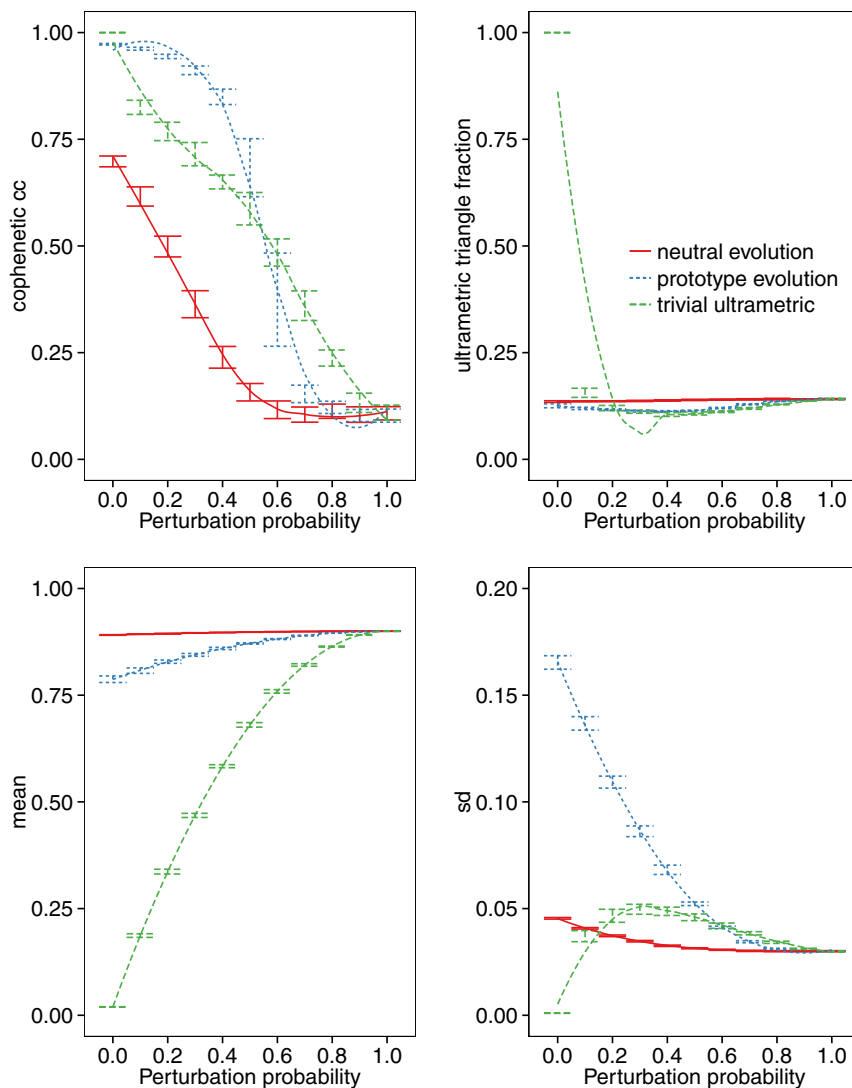 cophenetic cc
1.00
0.75
0.50
0.25
0.00
0.0 0.2 0.4 0.6 0.8 1.0
Perturbation probability
ultrametric triangle fraction
1.00
0.75
0.50
0.25
0.00
neutral evolution
prototype evolution
trivial ultrametric
0.0 0.2 0.4 0.6 0.8 1.0
Perturbation probability
mean
1.00
0.75
0.50
0.25
0.00
0.0 0.2 0.4 0.6 0.8 1.0
Perturbation probability
sd
0.20
0.15
0.10
0.05
0.00
0.0 0.2 0.4 0.6 0.8 1.0
Perturbation probability